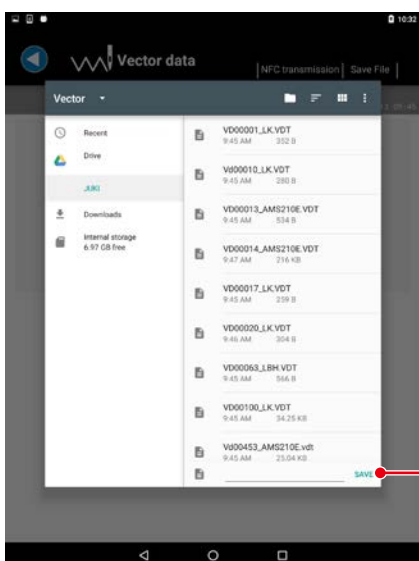 10:32
Vector data
NFC transmission
Save File
Vector
Recent
Drive
JUKI
Downloads
Internal storage
6.97 GB free
VD00001_LK.VDT
9:45 AM 352 B
Vd00010_LK.VDT
9:45 AM 280 B
VD00013_AMS210E.VDT
9:45 AM 534 B
VD00014_AMS210E.VDT
9:47 AM 216 KB
VD00017_LK.VDT
9:45 AM 259 B
VD00020_LK.VDT
9:46 AM 304 B
VD00063_LBH.VDT
9:45 AM 566 B
VD00100_LK.VDT
9:45 AM 34.25 KB
Vd00453_AMS210E.vdt
9:45 AM 25.04 KB
SAVE